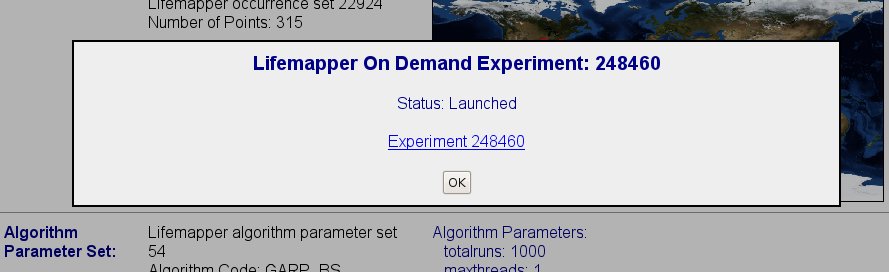 Lifemapper occurrence set 22924
Number of Points: 315
Lifemapper On Demand Experiment: 248460
Status: Launched
Experiment 248460
OK
Algorithm Parameter Set:
Lifemapper algorithm parameter set
54
Algorithm Code: GARP_BS
Algorithm Parameters:
totalruns: 1000
maxthreads: 1